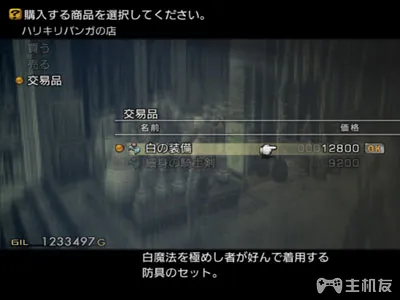 購入する商品を選択してください。
ハリキリバンガの店
買う
売る
交易品
交易品
名前 価格
白の装備 00012800 OK
9200
GIL 1233497 G
白魔法を極めし者が好んで着用する
防具のセット。
主机友